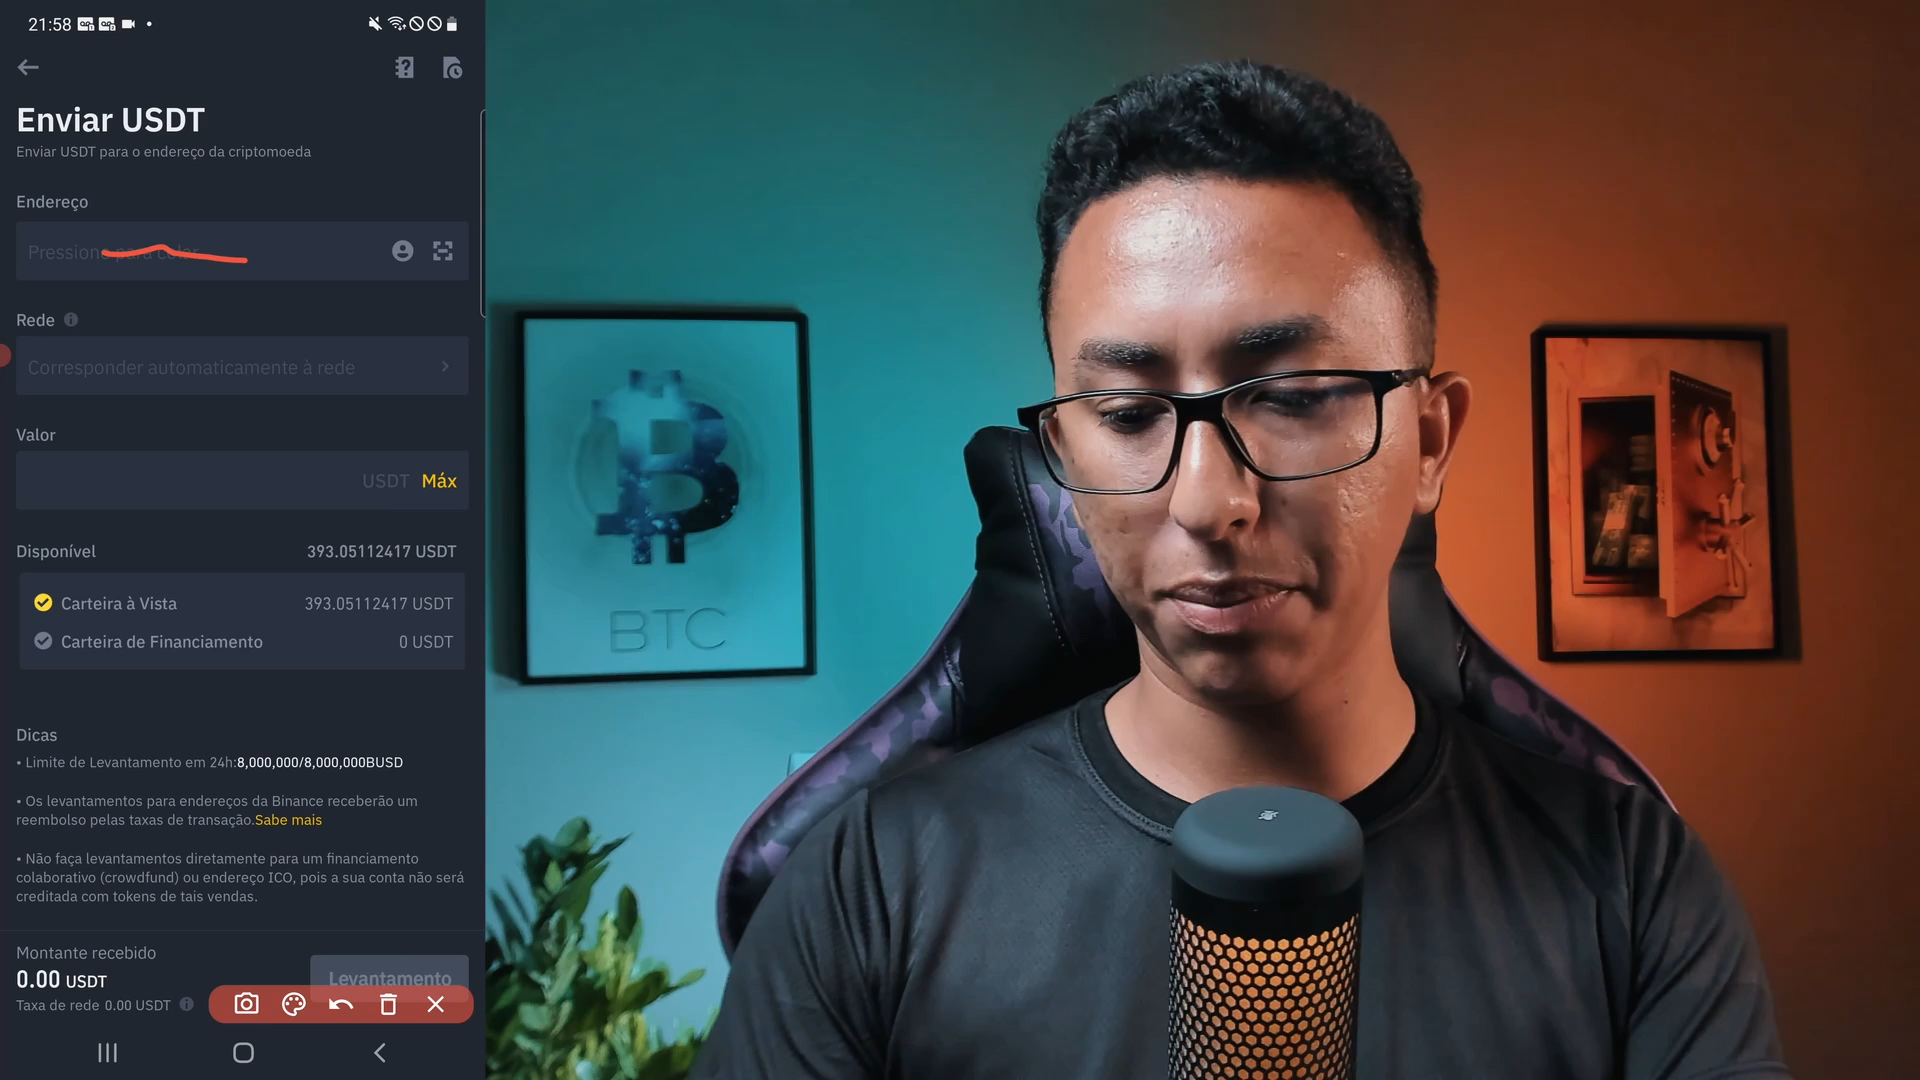 21:58
Enviar USDT
Enviar USDT para o endereço da criptomoeda
Endereço
Pressione para colar
Rede
Corresponder automaticamente à rede
Valor
USDT Máx
Disponível 393.05112417 USDT
Carteira à Vista 393.05112417 USDT
Carteira de Financiamento 0 USDT
Dicas
• Limite de Levantamento em 24h:8,000,000/8,000,000BUSD
• Os levantamentos para endereços da Binance receberão um
reembolso pelas taxas de transação.Sabe mais
• Não faça levantamentos diretamente para um financiamento
colaborativo (crowdfund) ou endereço ICO, pois a sua conta não será
creditada com tokens de tais vendas.
Montante recebido
0.00 USDT
Levantamento
Taxa de rede 0.00 USDT
BTC